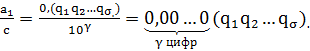 a₁/c = 0,(q₁q₂…q_σ.)/10^γ = 0,00 … 0 (q₁q₂ … q_σ).
γ цифр